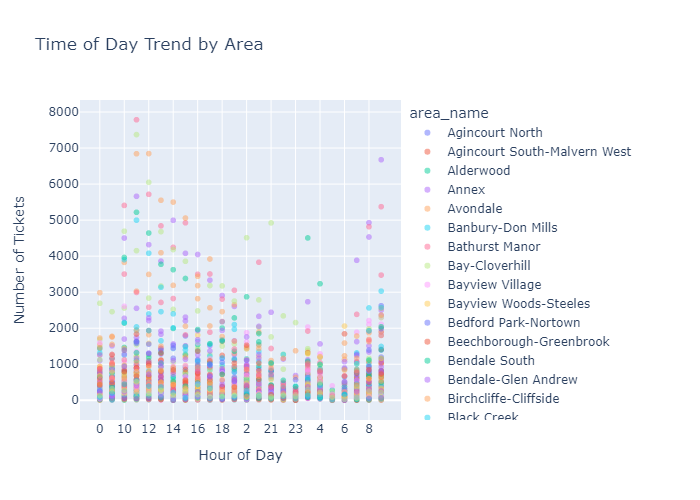 Time of Day Trend by Area
area_name
Agincourt North
Agincourt South-Malvern West
Alderwood
Annex
Avondale
Banbury-Don Mills
Bathurst Manor
Bay-Cloverhill
Bayview Village
Bayview Woods-Steeles
Bedford Park-Nortown
Beechborough-Greenbrook
Bendale South
Bendale-Glen Andrew
Birchcliffe-Cliffside
Black Creek
8000
7000
6000
5000
4000
3000
2000
1000
0
Number of Tickets
0 10 12 14 16 18 2 21 23 4 6 8
Hour of Day